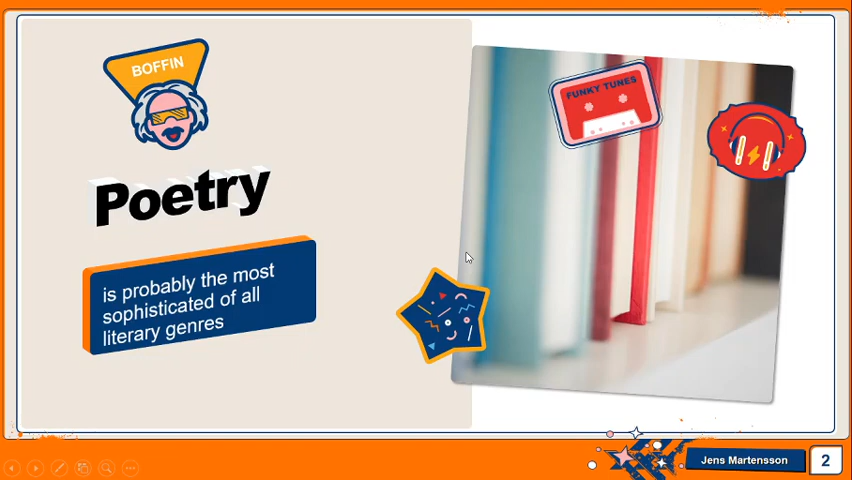 BOFFIN
FUNKY TUNES
Poetry
is probably the most
sophisticated of all
literary genres
Jens Martensson
2